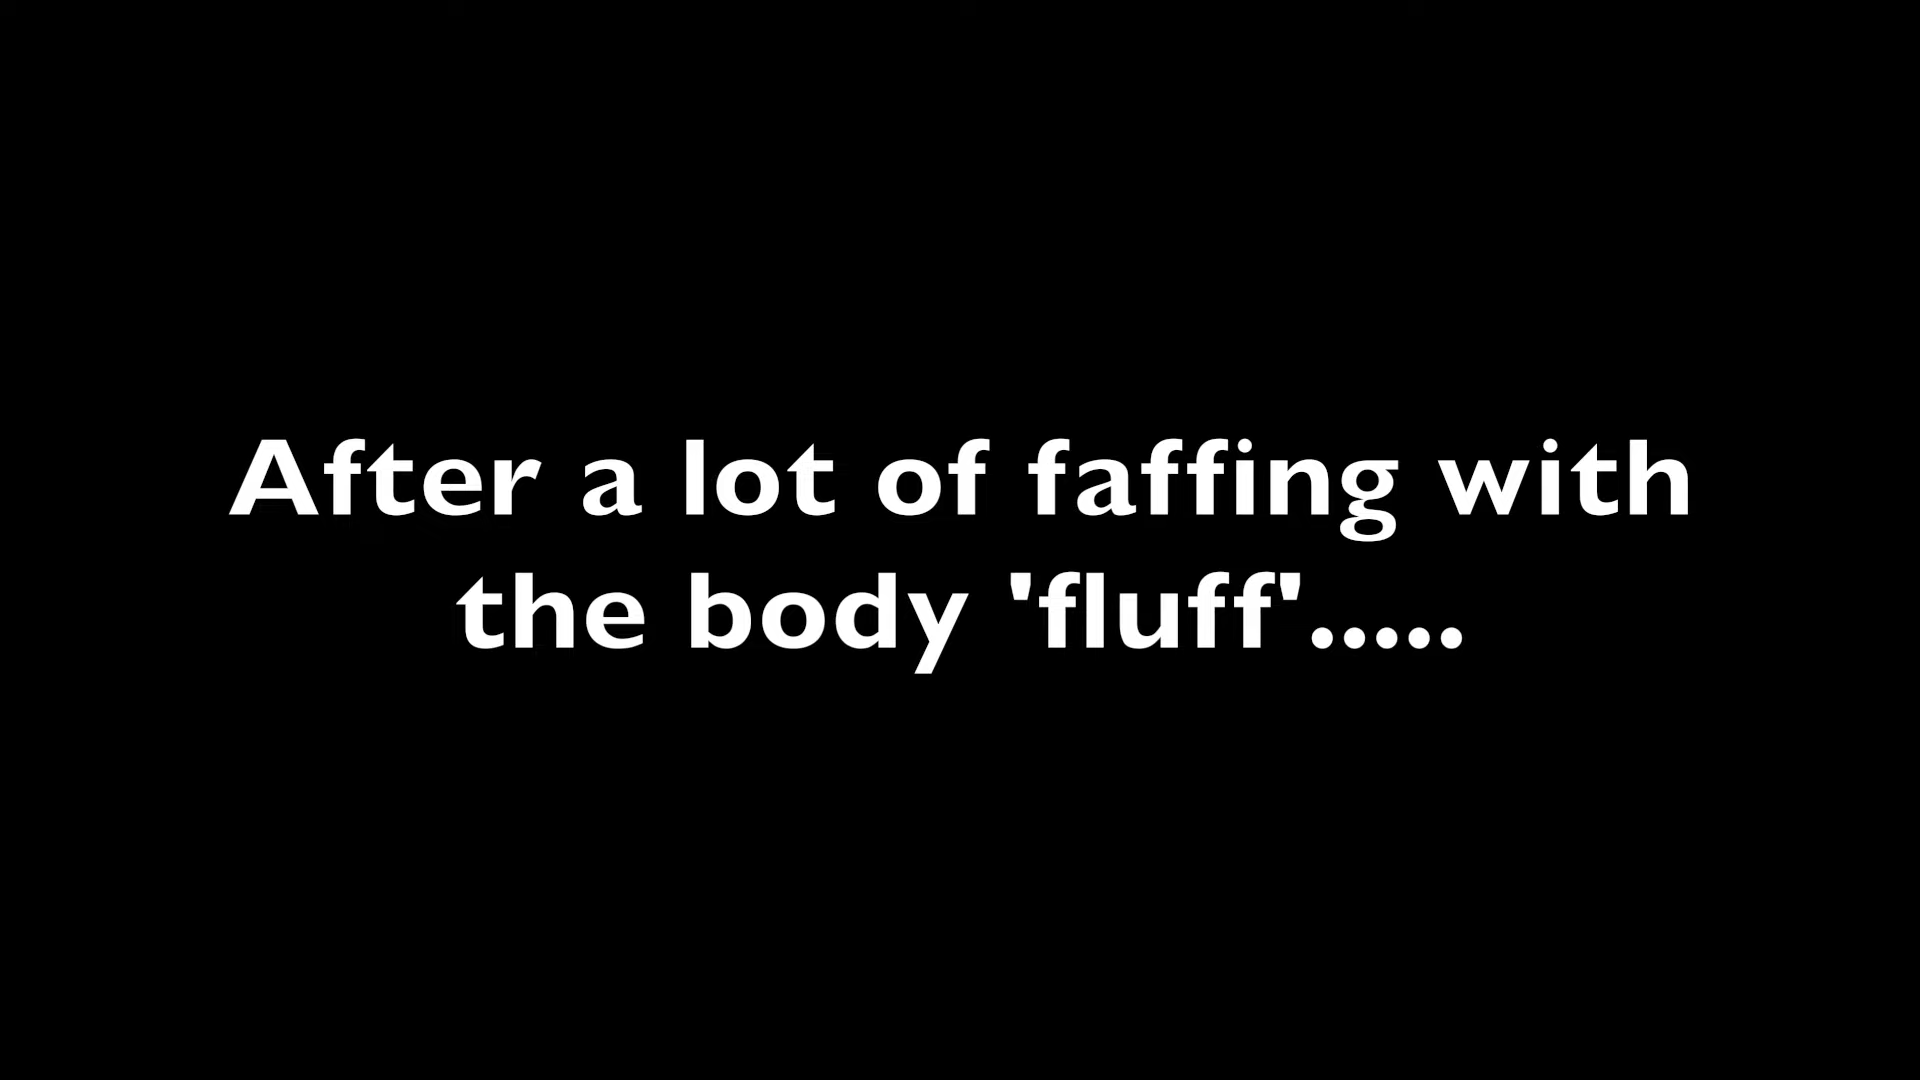 After a lot of faffing with
the body 'fluff'.....